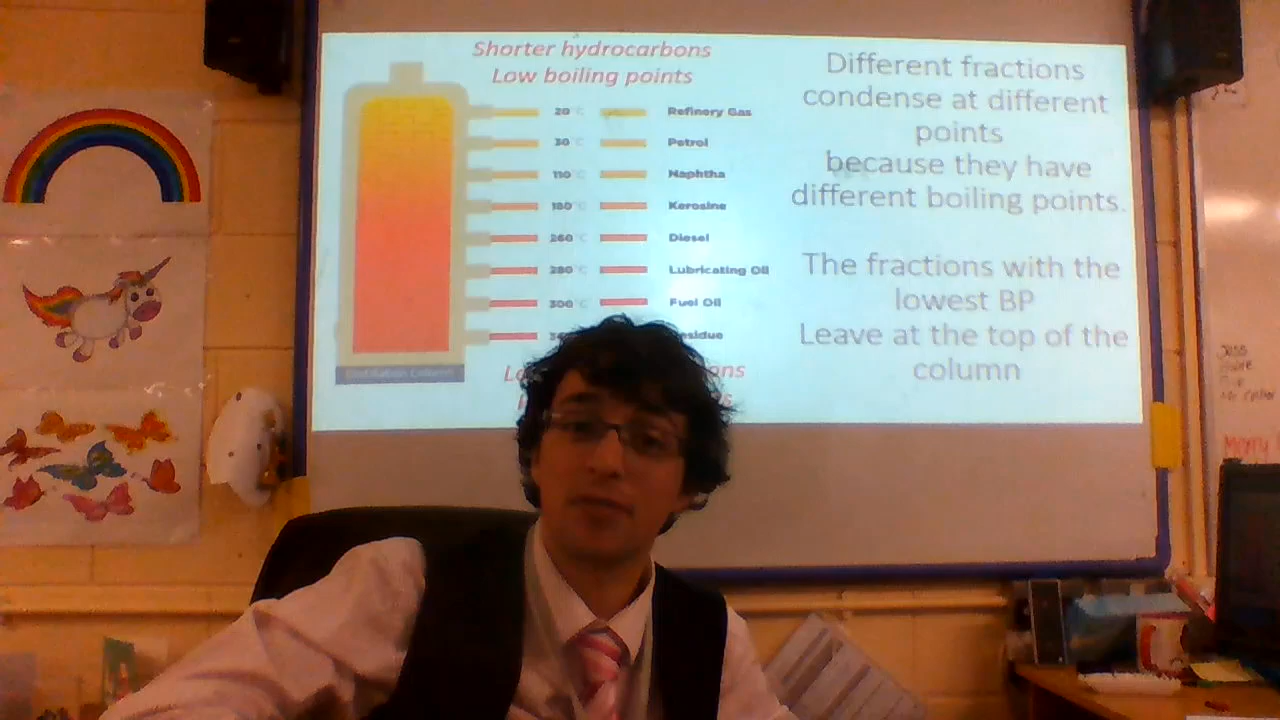 Shorter hydrocarbons
Low boiling points
20 °C Refinery Gas
30 °C Petrol
110 °C Naphtha
180 °C Kerosine
260 °C Diesel
280 °C Lubricating Oil
300 °C Fuel Oil
Distillation Column
Different fractions
condense at different
points
because they have
different boiling points.
The fractions with the
lowest BP
Leave at the top of the
column